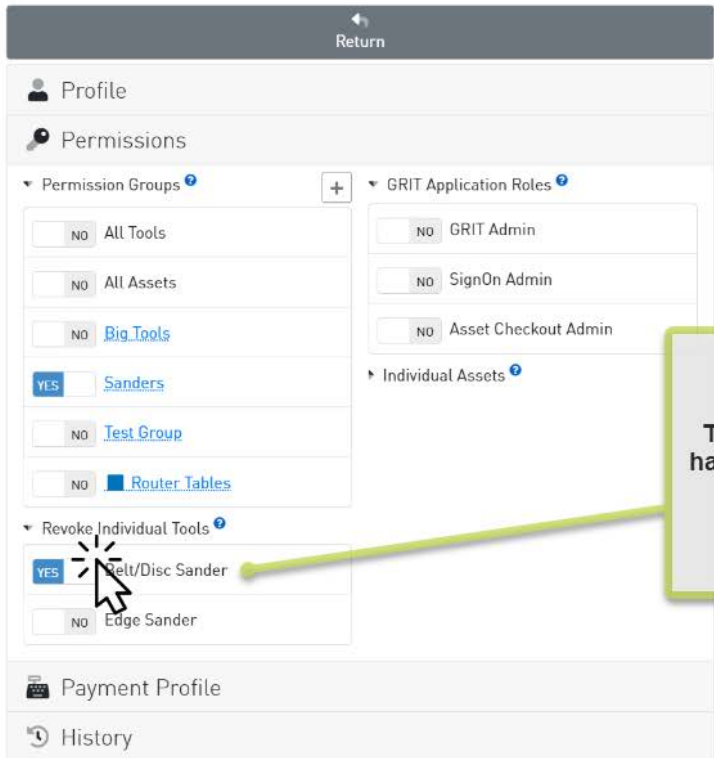 Return
Profile
Permissions
Permission Groups ?
+
NO All Tools
NO All Assets
NO Big Tools
YES Sanders
NO Test Group
NO Router Tables
Revoke Individual Tools ?
YES Belt/Disc Sander
NO Edge Sander
GRIT Application Roles ?
NO GRIT Admin
NO SignOn Admin
NO Asset Checkout Admin
Individual Assets ?
Payment Profile
History